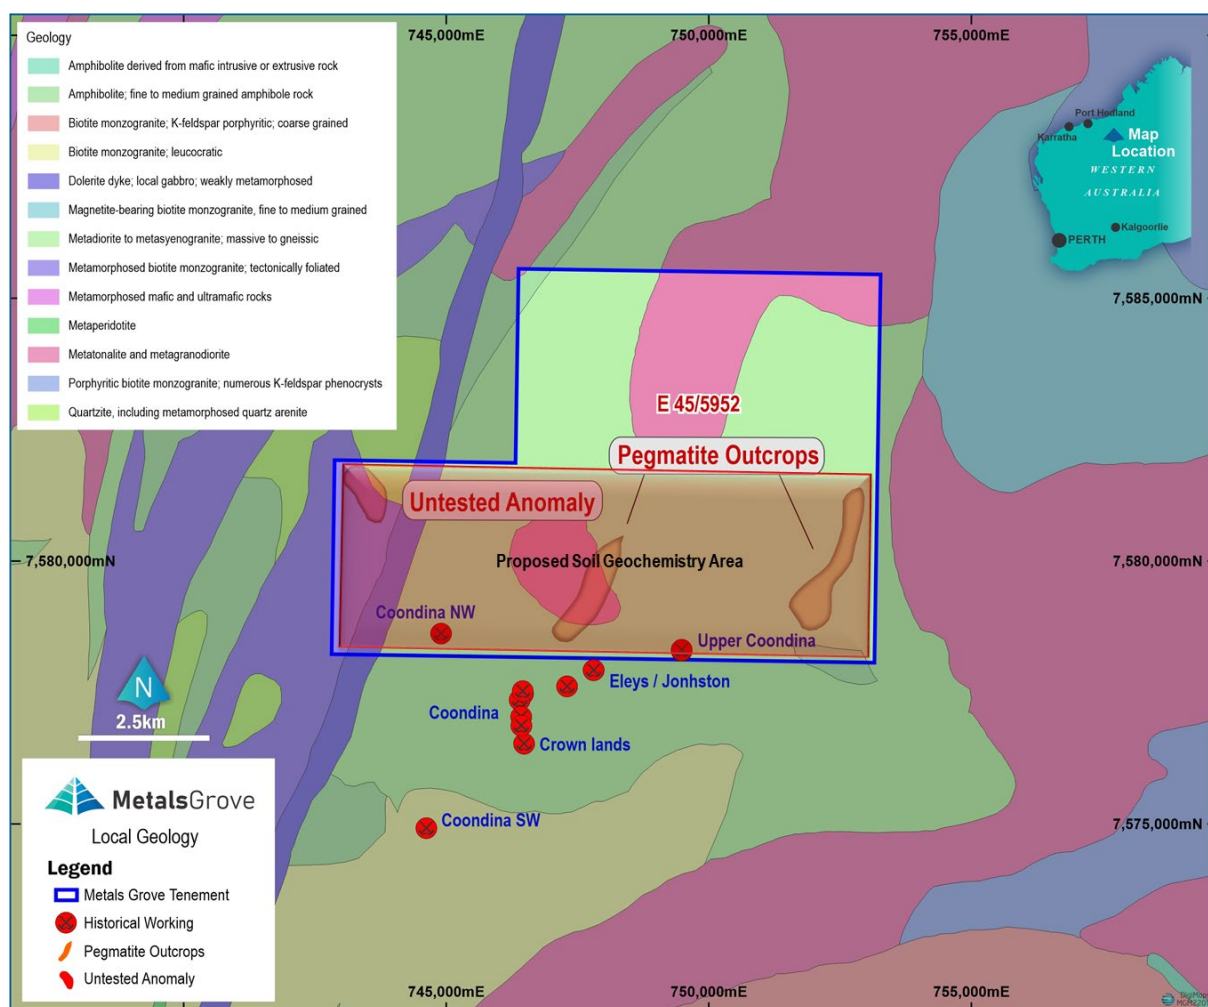 745,000mE
750,000mE
755,000mE
Geology
Amphibolite derived from mafic intrusive or extrusive rock
Amphibolite; fine to medium grained amphibole rock
Biotite monzogranite; K-feldspar porphyritic; coarse grained
Biotite monzogranite; leucocratic
Dolerite dyke; local gabbro; weakly metamorphosed
Magnetite-bearing biotite monzogranite, fine to medium grained
Metadiorite to metasyenogranite; massive to gneissic
Metamorphosed biotite monzogranite; tectonically foliated
Metamorphosed mafic and ultramafic rocks
Metaperidotite
Metatonalite and metagranodiorite
Porphyritic biotite monzogranite; numerous K-feldspar phenocrysts
Quartzite, including metamorphosed quartz arenite
Port Hedland
Karratha
Map
Location
WESTERN
AUSTRALIA
Kalgoorlie
PERTH
7,585,000mN
E 45/5952
Pegmatite Outcrops
Untested Anomaly
7,580,000mN
Proposed Soil Geochemistry Area
7,580,000mN
Coondina NW
Upper Coondina
Eleys / Jonhston
N
2.5km
Coondina
Crown lands
Coondina SW
7,575,000mN
MetalsGrove
Local Geology
Legend
Metals Grove Tenement
Historical Working
Pegmatite Outcrops
Untested Anomaly
745,000mE
750,000mE
755,000mE